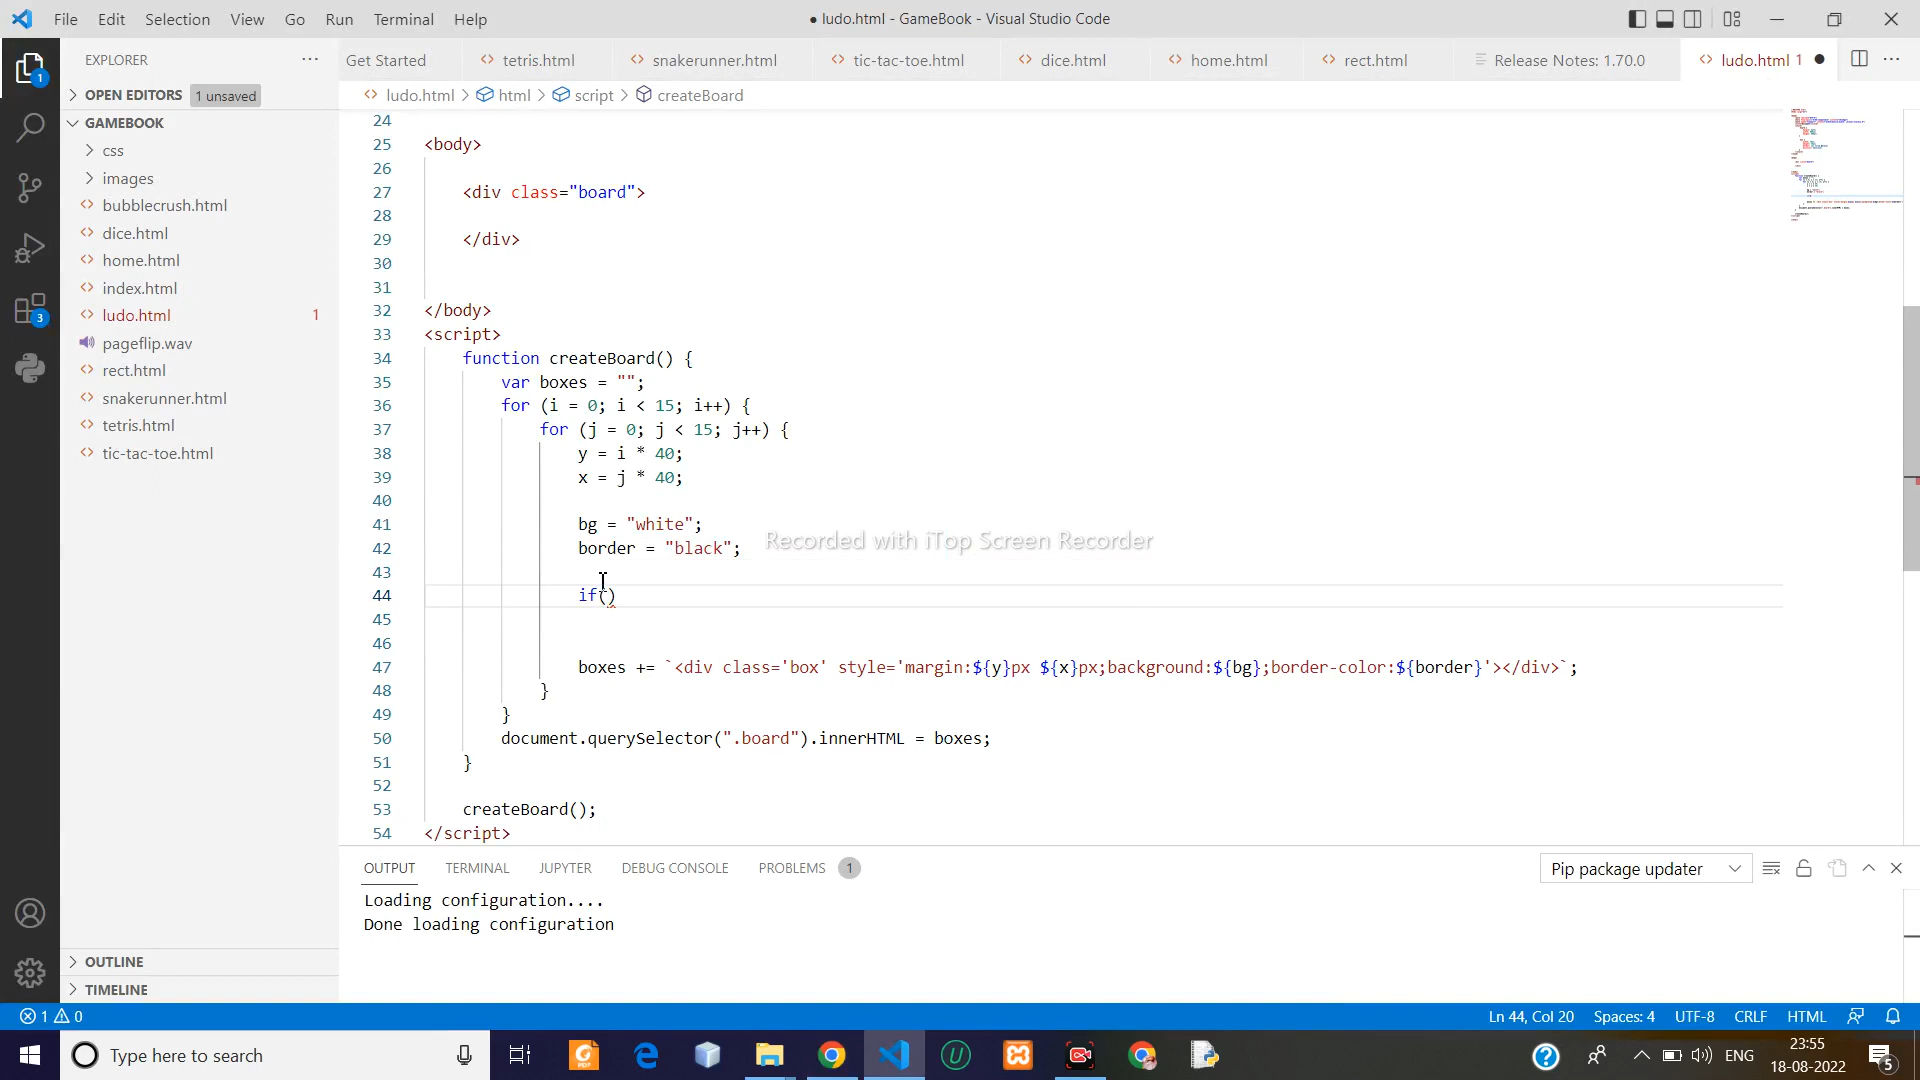 File Edit Selection View Go Run Terminal Help
● ludo.html - GameBook - Visual Studio Code
EXPLORER
Get Started
tetris.html
snakerunner.html
tic-tac-toe.html
dice.html
home.html
rect.html
Release Notes: 1.70.0
ludo.html 1
OPEN EDITORS 1 unsaved
ludo.html > html > script > createBoard
GAMEBOOK
css
images
bubblecrush.html
dice.html
home.html
index.html
ludo.html 1
pageflip.wav
rect.html
snakerunner.html
tetris.html
tic-tac-toe.html
OUTLINE
TIMELINE
24
25 <body>
26
27 <div class="board">
28
29 </div>
30
31
32 </body>
33 <script>
34 function createBoard() {
35 var boxes = "";
36 for (i = 0; i < 15; i++) {
37 for (j = 0; j < 15; j++) {
38 y = i * 40;
39 x = j * 40;
40
41 bg = "white";
42 border = "black";
43
44 if()
45
46
47 boxes += `<div class='box' style='margin:${y}px ${x}px;background:${bg};border-color:${border}'></div>`;
48 }
49 }
50 document.querySelector(".board").innerHTML = boxes;
51 }
52
53 createBoard();
54 </script>
Recorded with iTop Screen Recorder
OUTPUT TERMINAL JUPYTER DEBUG CONSOLE PROBLEMS 1
Pip package updater
Loading configuration....
Done loading configuration
1 0
Ln 44, Col 20 Spaces: 4 UTF-8 CRLF HTML
Type here to search
ENG
23:55
18-08-2022
5
1
3